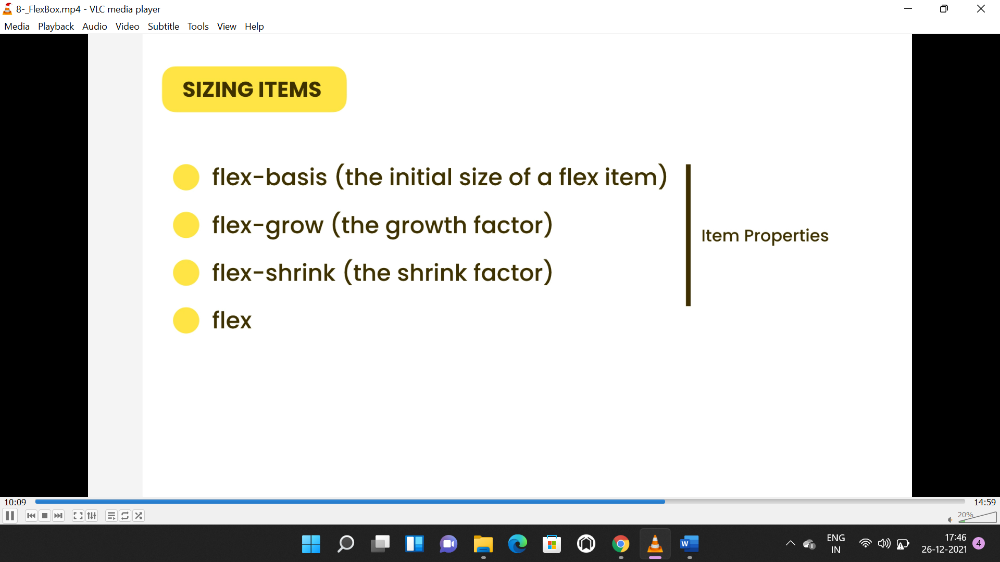 8-_FlexBox.mp4 - VLC media player
Media Playback Audio Video Subtitle Tools View Help
SIZING ITEMS
flex-basis (the initial size of a flex item)
flex-grow (the growth factor)
Item Properties
flex-shrink (the shrink factor)
flex
10:09
14:59
20%
W
ENG
IN
17:46
26-12-2021
4